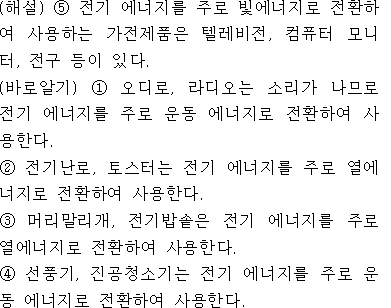 (해설) ⑤ 전기 에너지를 주로 빛에너지로 전환하
여 사용하는 가전제품은 텔레비전, 컴퓨터 모니
터, 전구 등이 있다.
(바로알기) ① 오디로, 라디오는 소리가 나므로
전기 에너지를 주로 운동 에너지로 전환하여 사
용한다.
② 전기난로, 토스터는 전기 에너지를 주로 열에
너지로 전환하여 사용한다.
③ 머리말리개, 전기밥솥은 전기 에너지를 주로
열에너지로 전환하여 사용한다.
④ 선풍기, 진공청소기는 전기 에너지를 주로 운
동 에너지로 전환하여 사용한다.